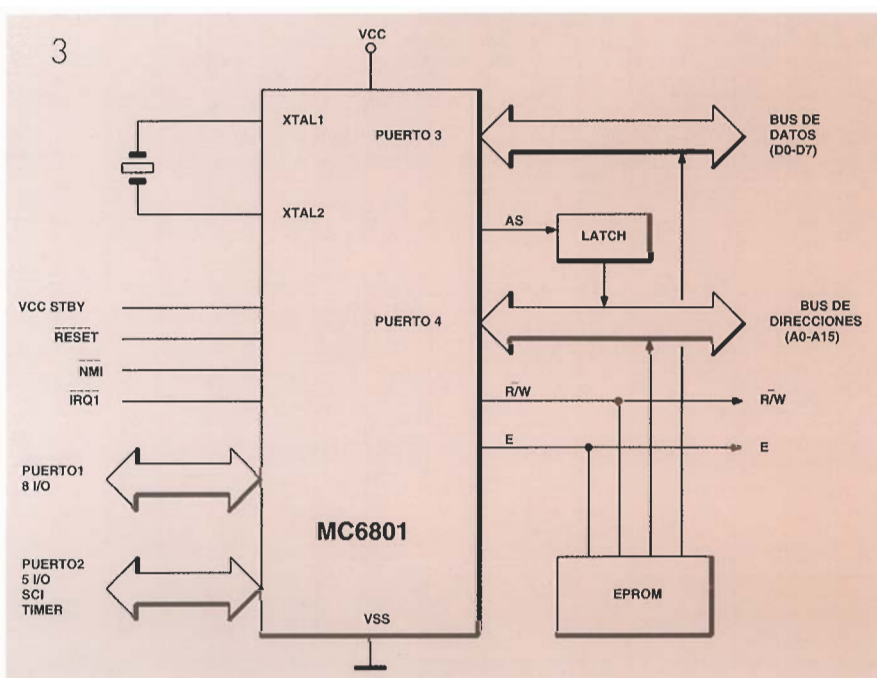 3
VCC
XTAL1
PUERTO 3
BUS DE
DATOS
(D0-D7)
AS
LATCH
XTAL2
VCC STBY
PUERTO 4
BUS DE
DIRECCIONES
(A0-A15)
RESET
NMI
IRQ1
R/W
R/W
E
E
PUERTO1
8 I/O
MC6801
PUERTO2
5 I/O
SCI
TIMER
EPROM
VSS